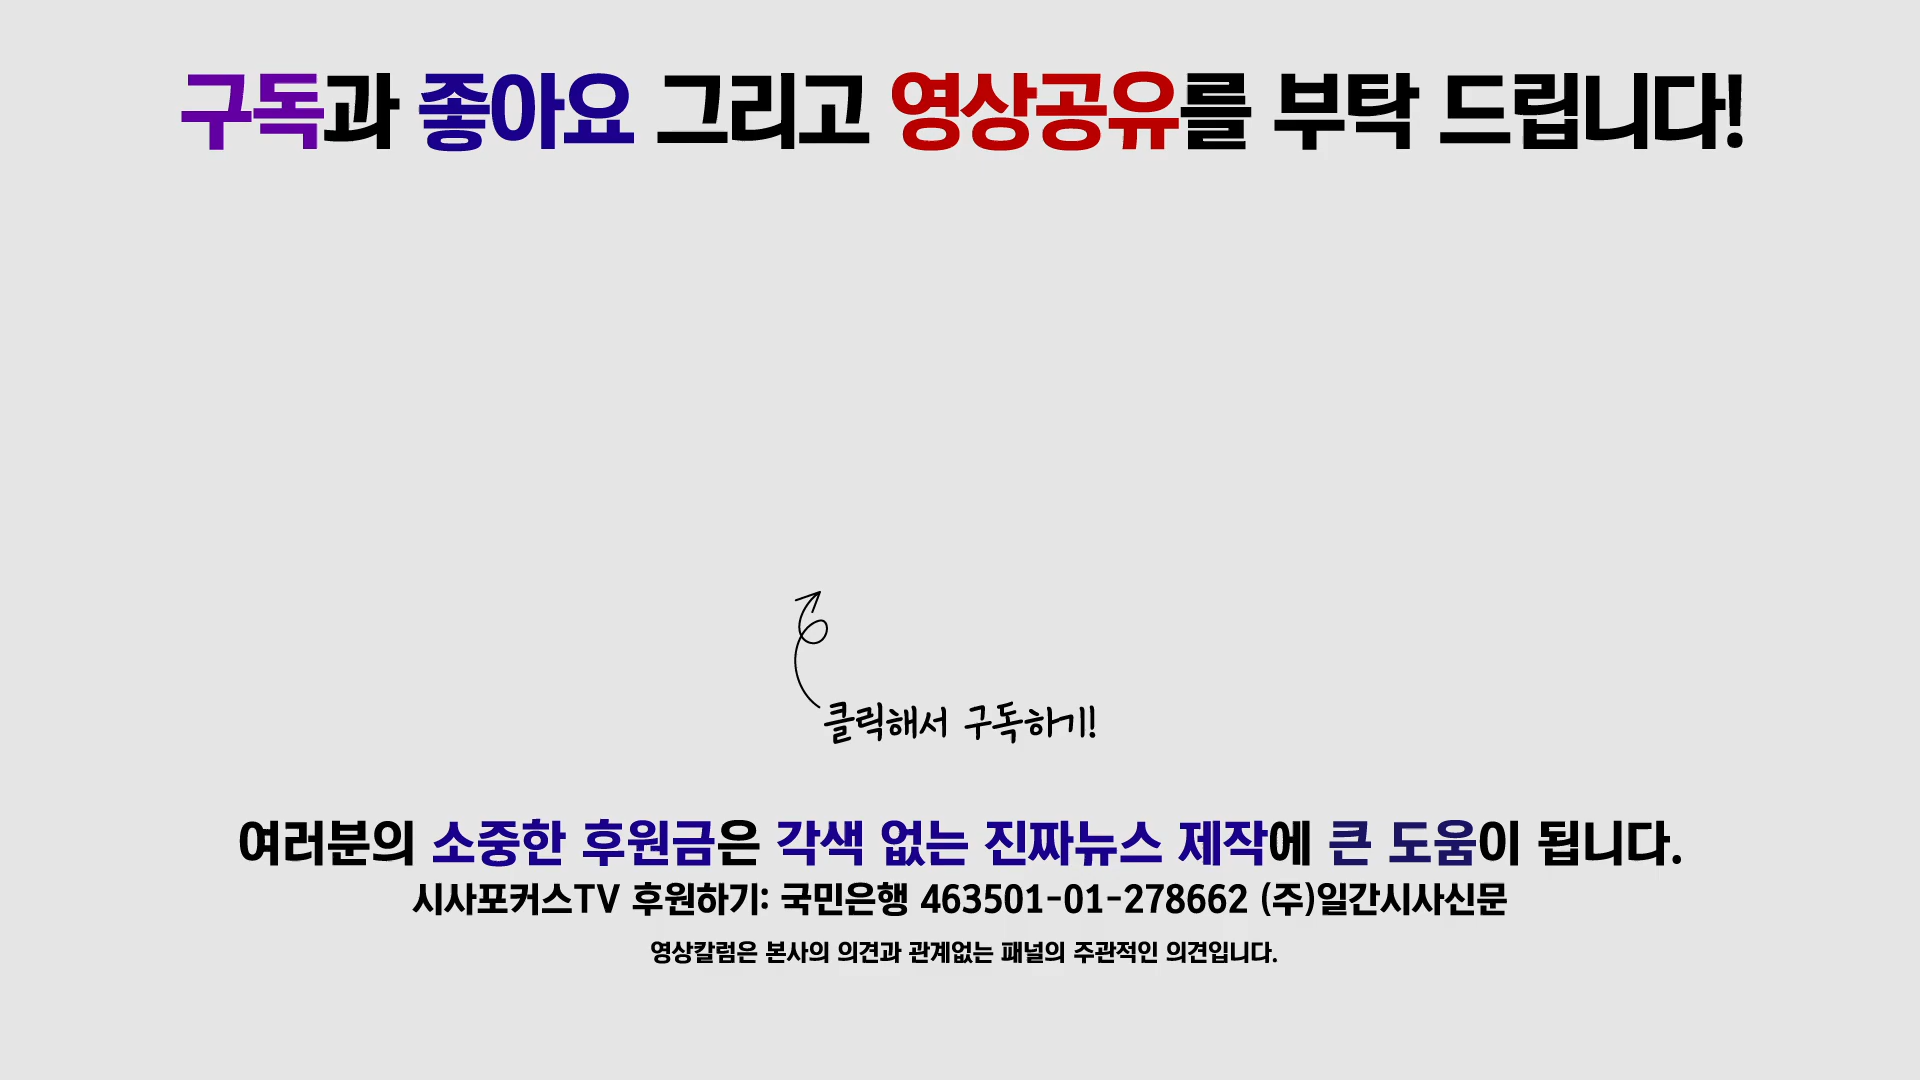 구독과 좋아요 그리고 영상공유를 부탁 드립니다!
클릭해서 구독하기!
여러분의 소중한 후원금은 각색 없는 진짜뉴스 제작에 큰 도움이 됩니다.
시사포커스TV 후원하기: 국민은행 463501-01-278662 (주)일간시사신문
영상칼럼은 본사의 의견과 관계없는 패널의 주관적인 의견입니다.